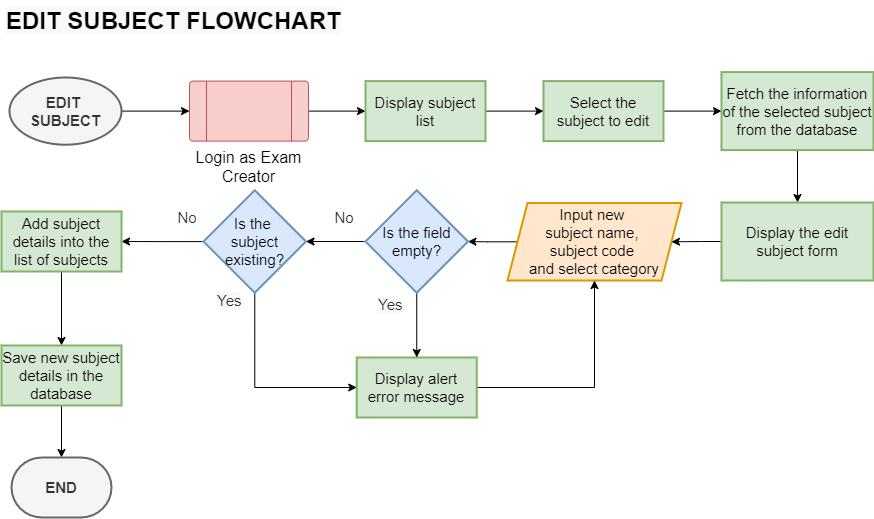 EDIT SUBJECT FLOWCHART
EDIT
SUBJECT
Login as Exam
Creator
Display subject
list
Select the
subject to edit
Fetch the information
of the selected subject
from the database
Display the edit
subject form
Input new
subject name,
subject code
and select category
Is the field
empty?
No
Yes
Is the
subject
existing?
No
Yes
Display alert
error message
Add subject
details into the
list of subjects
Save new subject
details in the
database
END